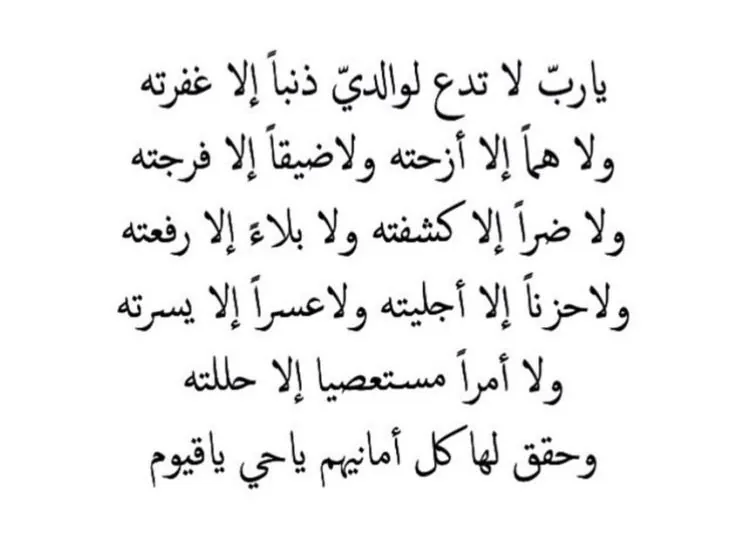 ياربّ لا تدع لوالديّ ذنباً إلا غفرته
ولا هماً إلا أزحته ولاضيقاً إلا فرجته
ولا ضراً إلا كشفته ولا بلاءً إلا رفعته
ولاحزناً إلا أجليته ولاعسراً إلا يسرته
ولا أمراً مستعصيا إلا حللته
وحقق لها كل أمانيهم ياحي ياقيوم